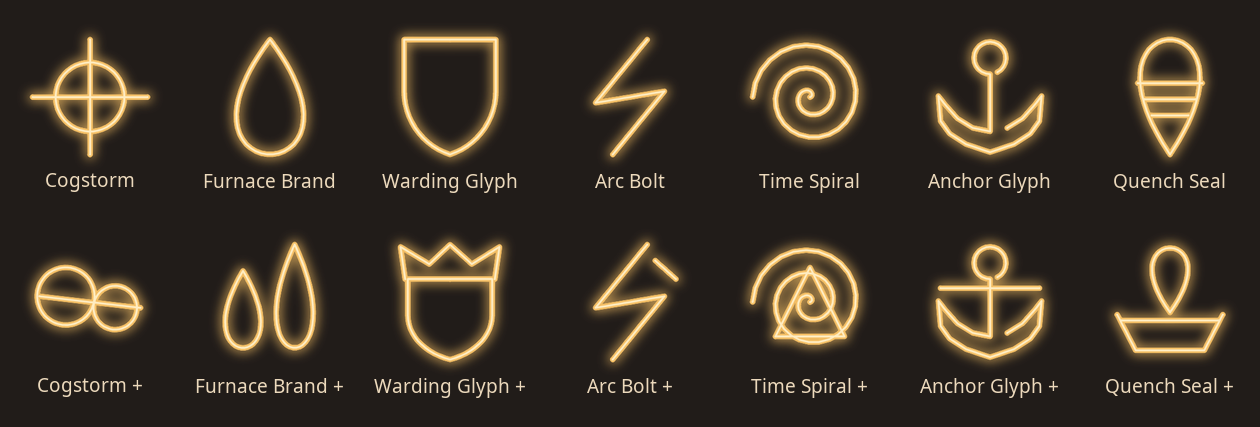 Cogstorm Furnace Brand Warding Glyph Arc Bolt Time Spiral Anchor Glyph Quench Seal
Cogstorm + Furnace Brand + Warding Glyph + Arc Bolt + Time Spiral + Anchor Glyph + Quench Seal +